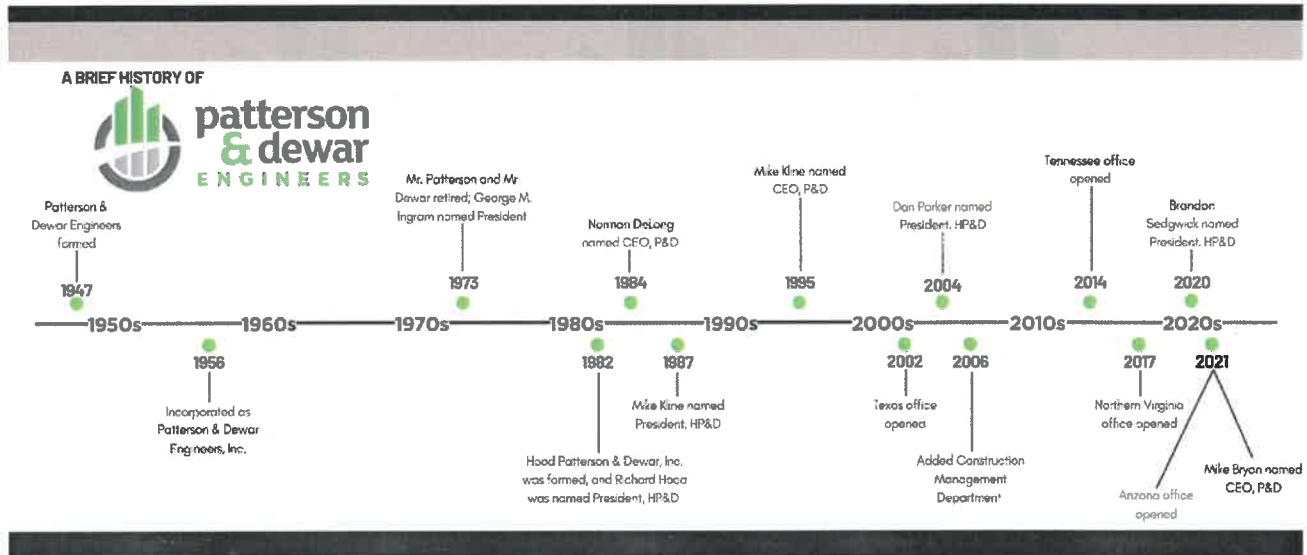 A BRIEF HISTORY OF
patterson
& dewar
ENGINEERS
Patterson &
Dewar Engineers
formed
1947
Mr. Patterson and Mr.
Dewar retired; George M.
Ingram named President
1973
Norman DeLong
named CEO, P&D
1984
Mike Kline named
CEO, P&D
1995
Dan Parker named
President, HP&D
2004
Tennessee office
opened
2014
Brandon
Sedgwick named
President, HP&D
2020
1950s
1960s
1970s
1980s
1990s
2000s
2010s
2020s
1956
Incorporated as
Patterson & Dewar
Engineers, Inc.
1982
Hood Patterson & Dewar, Inc.
was formed, and Richard Hood
was named President, HP&D
1987
Mike Kline named
President, HP&D
2002
Texas office
opened
2006
Added Construction
Management
Department
2017
Northern Virginia
office opened
2021
Arizona office
opened
Mike Bryan named
CEO, P&D